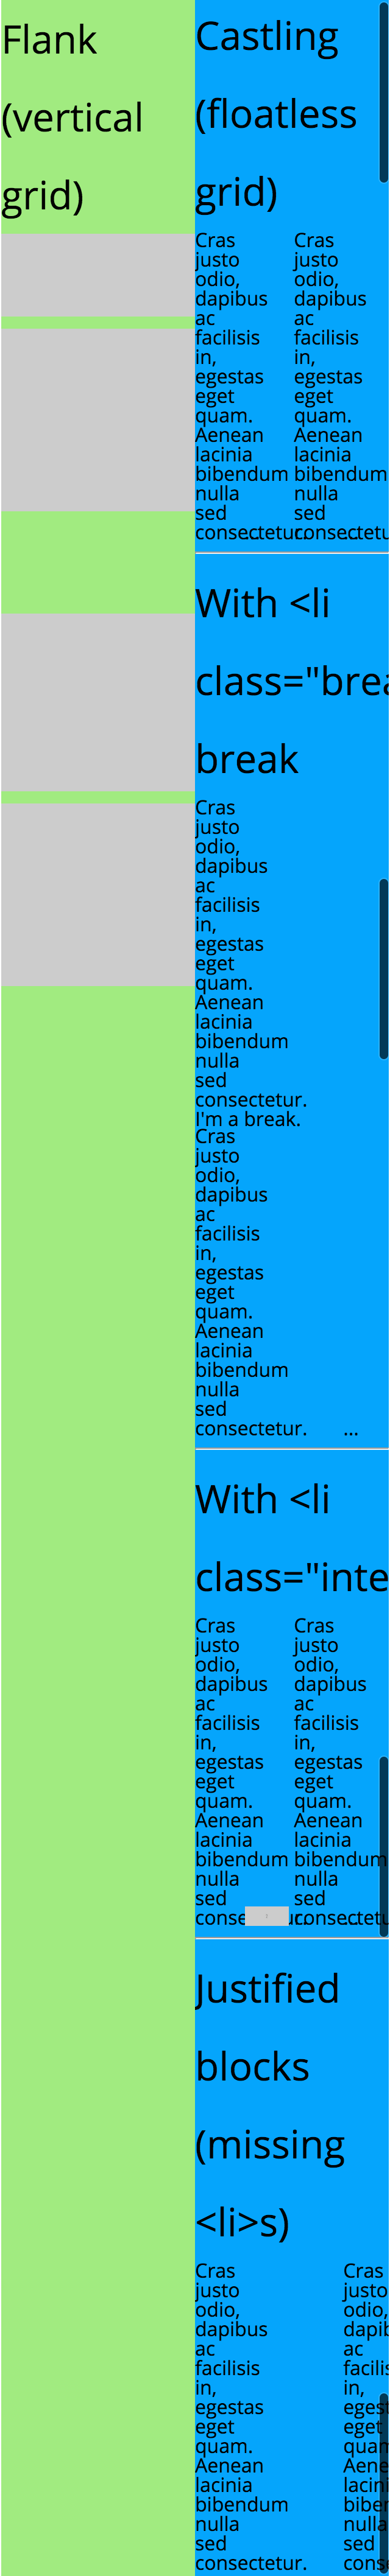 Flank
(vertical
grid)
Castling
(floatless
grid)
Cras
justo
odio,
dapibus
ac
facilisis
in,
egestas
eget
quam.
Aenean
lacinia
bibendum
nulla
sed
consectetur.
Cras
justo
odio,
dapibus
ac
facilisis
in,
egestas
eget
quam.
Aenean
lacinia
bibendum
nulla
sed
consectetu
With <li
class="brea
break
Cras
justo
odio,
dapibus
ac
facilisis
in,
egestas
eget
quam.
Aenean
lacinia
bibendum
nulla
sed
consectetur.
I'm a break.
Cras
justo
odio,
dapibus
ac
facilisis
in,
egestas
eget
quam.
Aenean
lacinia
bibendum
nulla
sed
consectetur. ...
With <li
class="inte
Cras
justo
odio,
dapibus
ac
facilisis
in,
egestas
eget
quam.
Aenean
lacinia
bibendum
nulla
sed
Cras
justo
odio,
dapibus
ac
facilisis
in,
egestas
eget
quam.
Aenean
lacinia
bibendum
nulla
sed
consectetu
Justified
blocks
(missing
<li>s)
Cras
justo
odio,
dapibus
ac
facilisis
in,
egestas
eget
quam.
Aenean
lacinia
bibendum
nulla
sed
consectetur.
Cras
justo
odio,
dapib
ac
facilis
in,
egest
eget
quam
Aene
lacini
biber
nulla
sed
cons